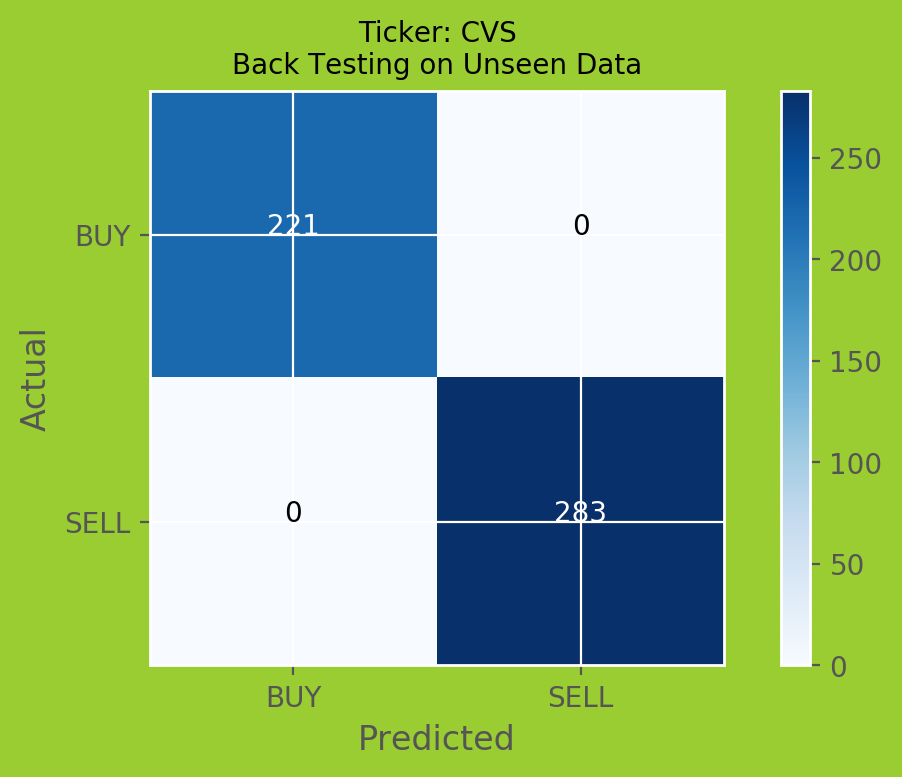 Ticker: CVS
Back Testing on Unseen Data
Actual
BUY
221
0
SELL
0
283
BUY
SELL
Predicted
250
200
150
100
50
0